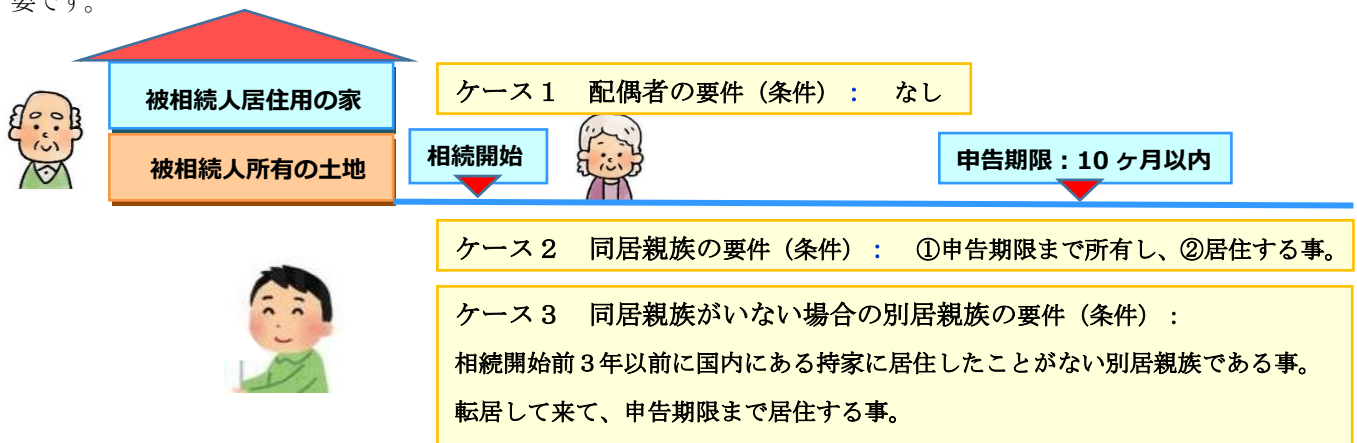 要です。
ケース１ 配偶者の要件（条件）： なし
被相続人居住用の家
被相続人所有の土地
相続開始
申告期限：10 ヶ月以内
ケース２ 同居親族の要件（条件）： ①申告期限まで所有し、②居住する事。
ケース３ 同居親族がいない場合の別居親族の要件（条件）：
相続開始前３年以前に国内にある持家に居住したことがない別居親族である事。
転居して来て、申告期限まで居住する事。